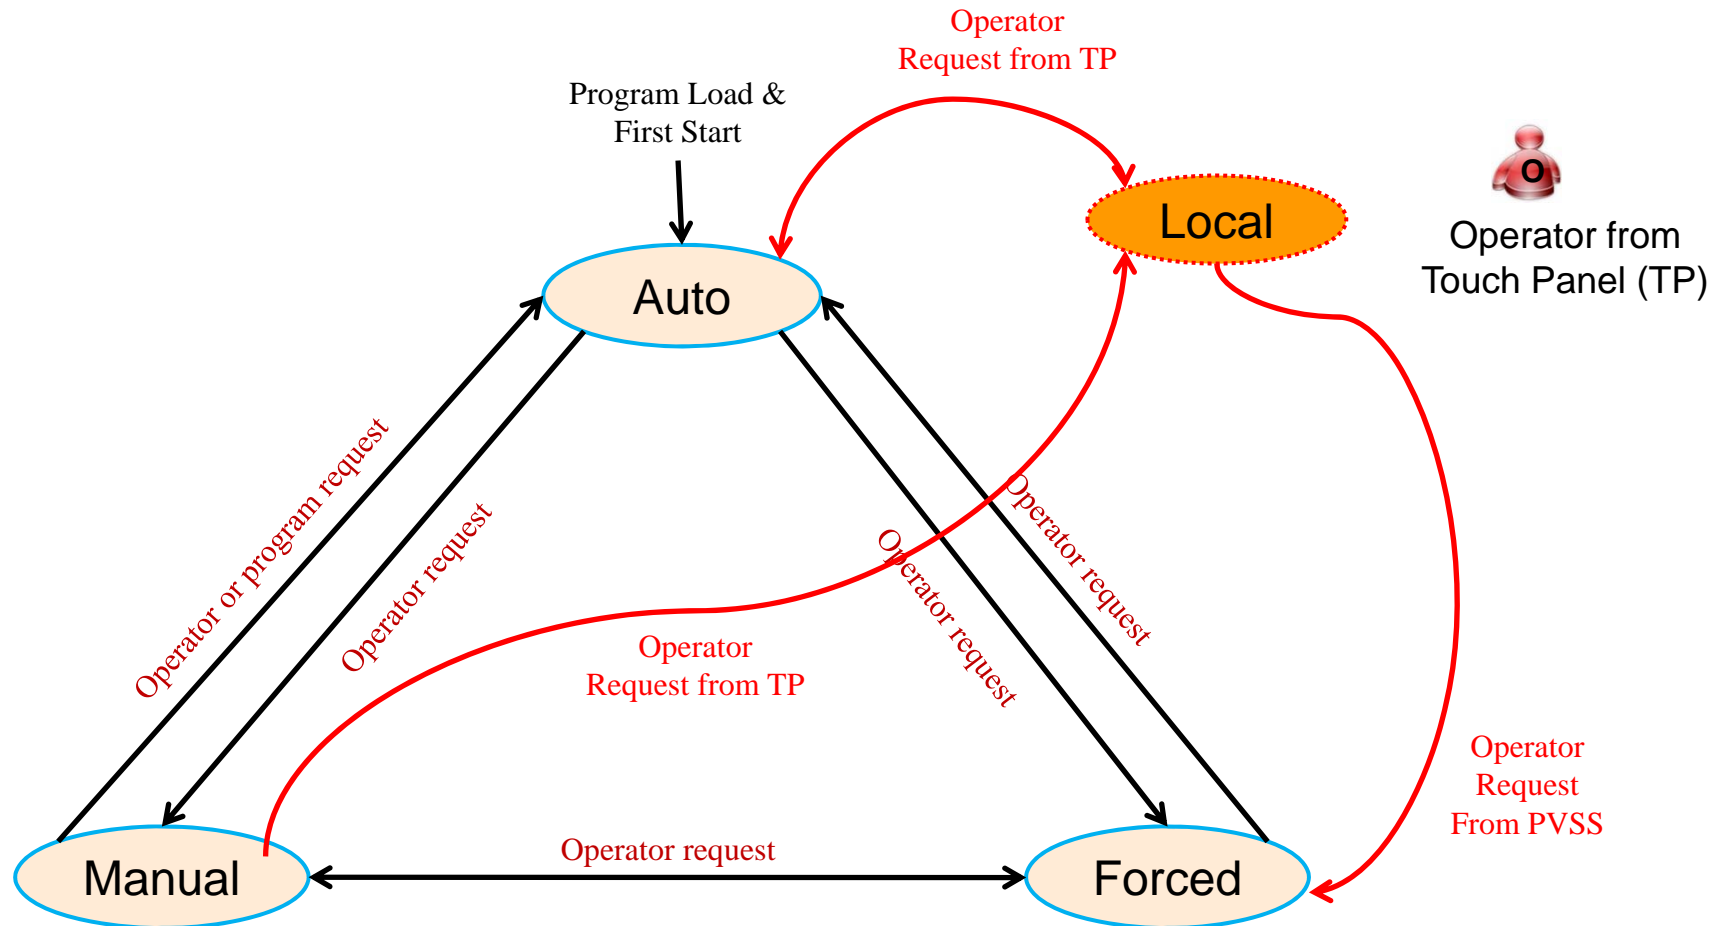 Operator
Request from TP
Program Load &
First Start
Local
O
Operator from
Touch Panel (TP)
Auto
Operator or program request
Operator request
Operator request
Operator request
Operator
Request from TP
Operator
Request
From PVSS
Manual
Operator request
Forced